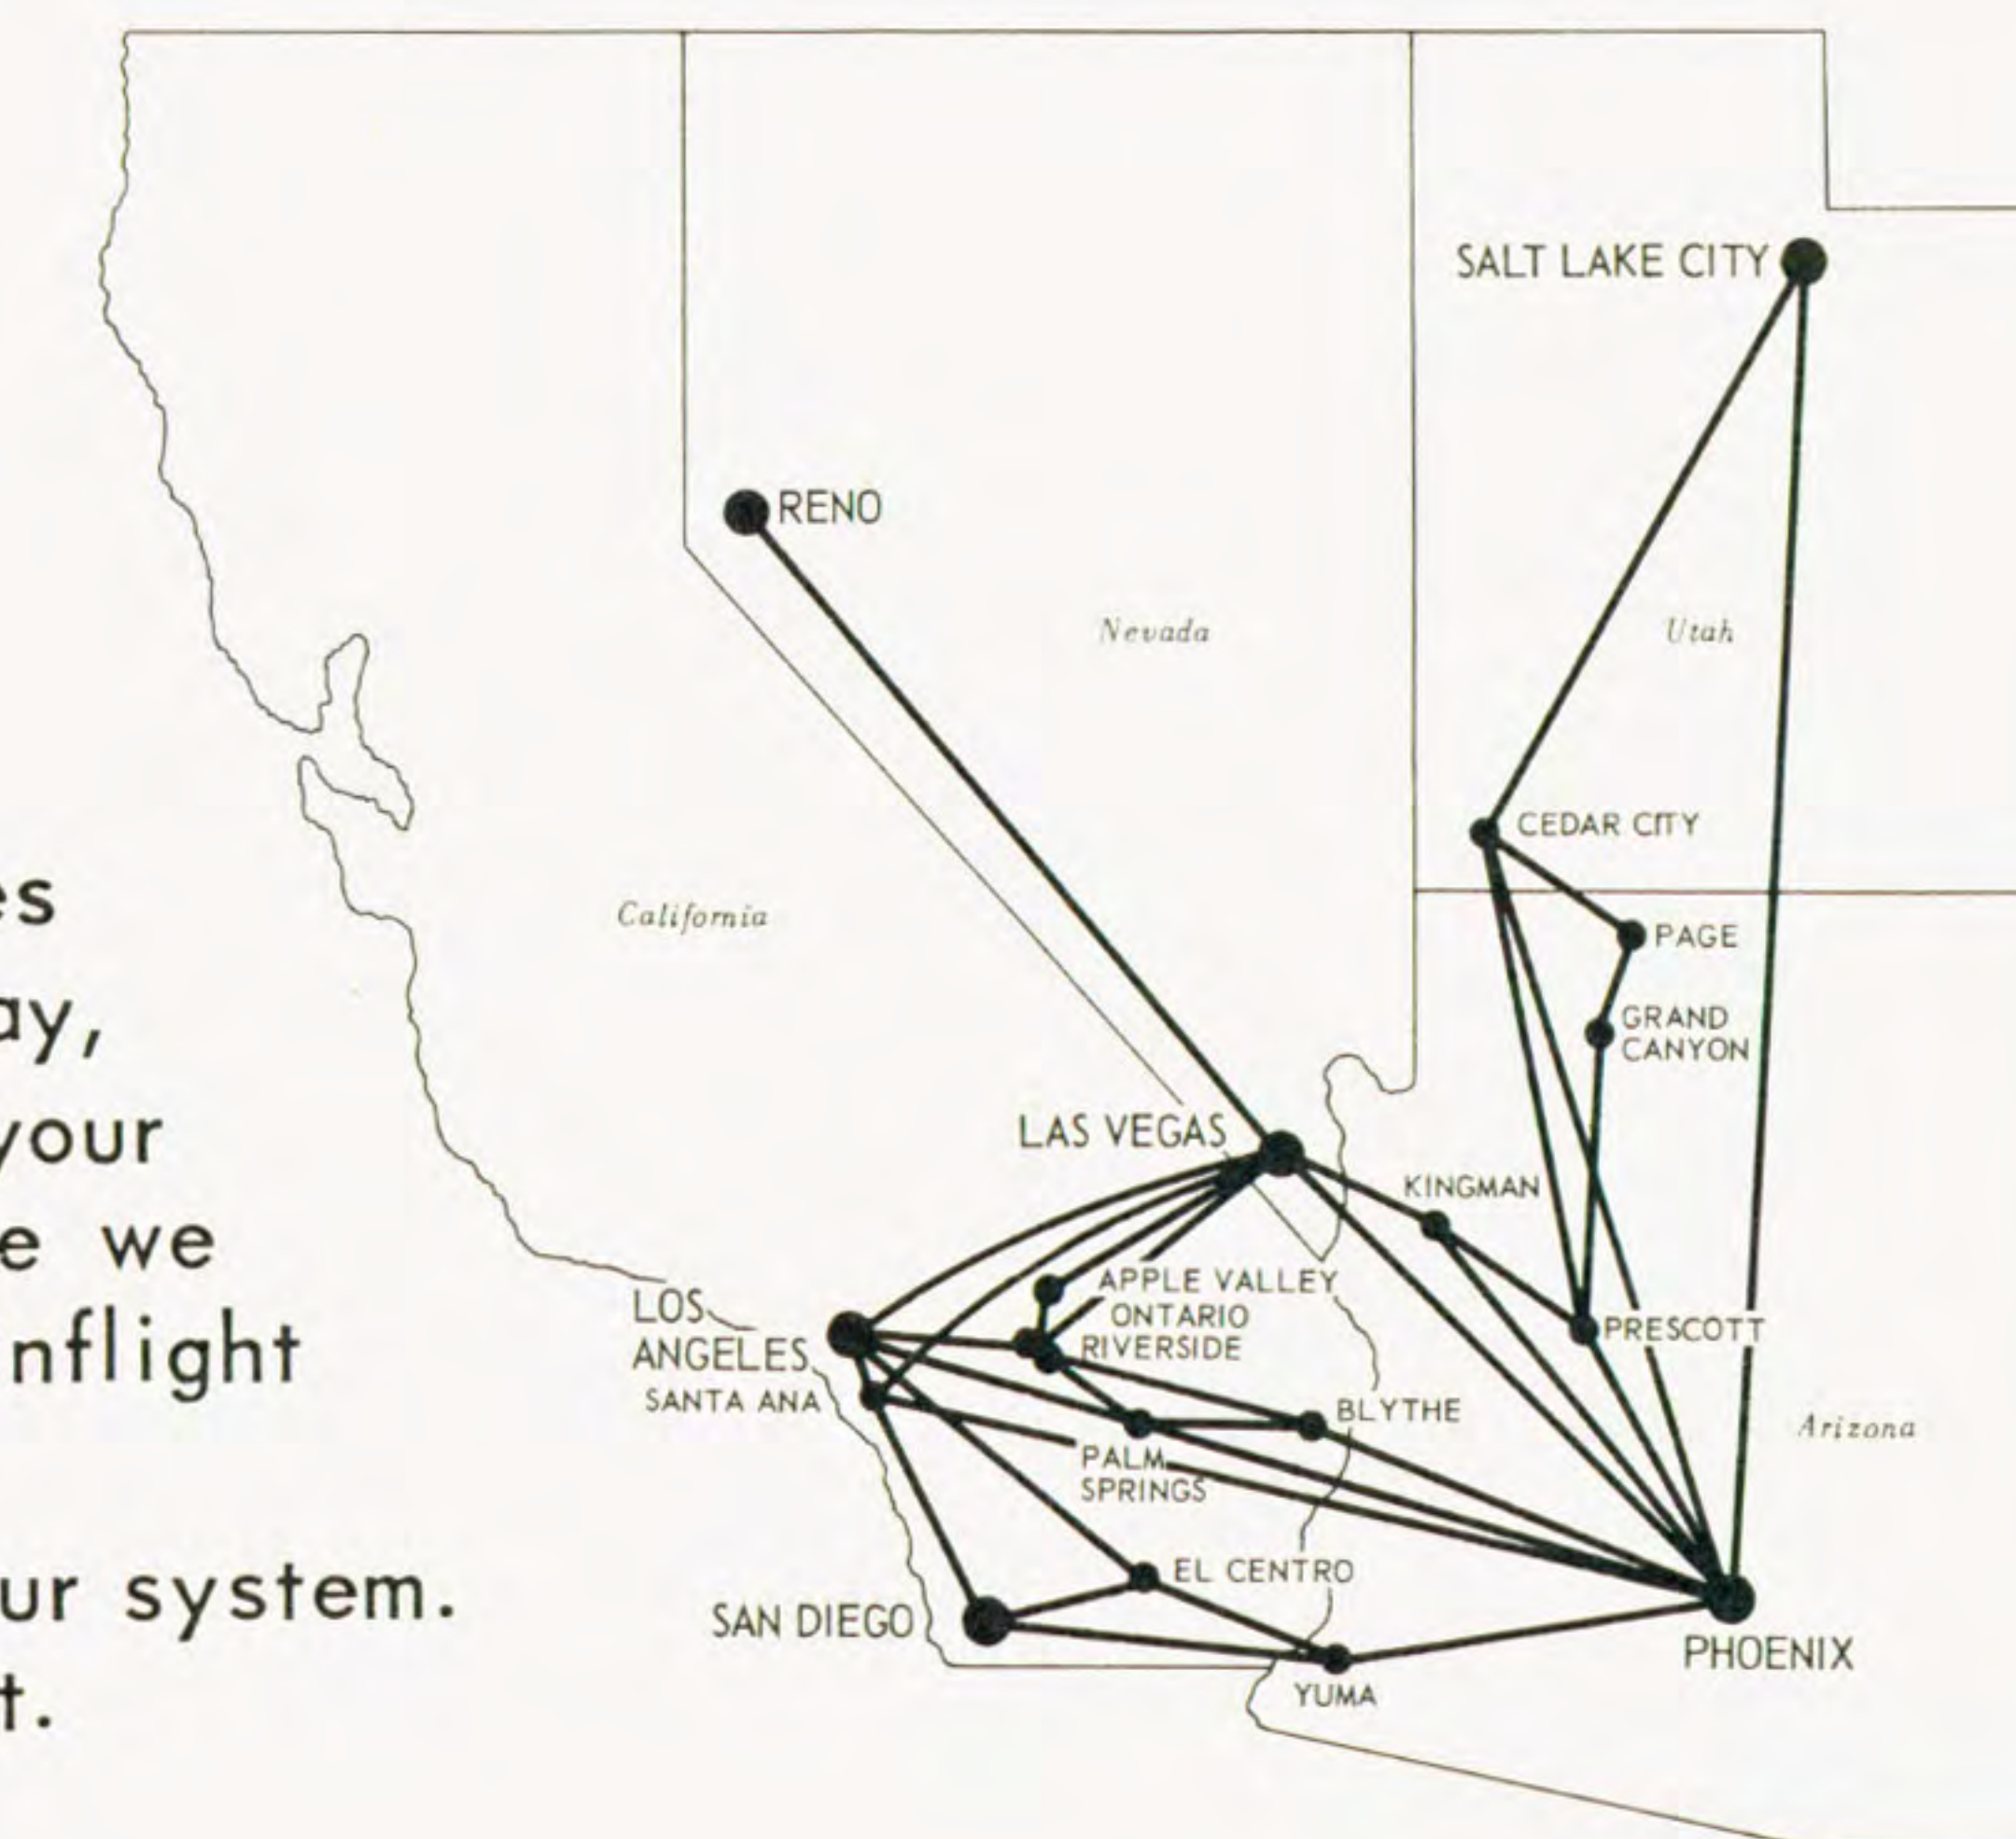 es
ay,
your
e we
nflight
ur system.
t.
SALT LAKE CITY
RENO
Nevada
Utah
CEDAR CITY
California
PAGE
GRAND
CANYON
LAS VEGAS
KINGMAN
APPLE VALLEY
LOS
ANGELES
ONTARIO
RIVERSIDE
PRESCOTT
SANTA ANA
BLYTHE
Arizona
PALM
SPRINGS
EL CENTRO
SAN DIEGO
PHOENIX
YUMA